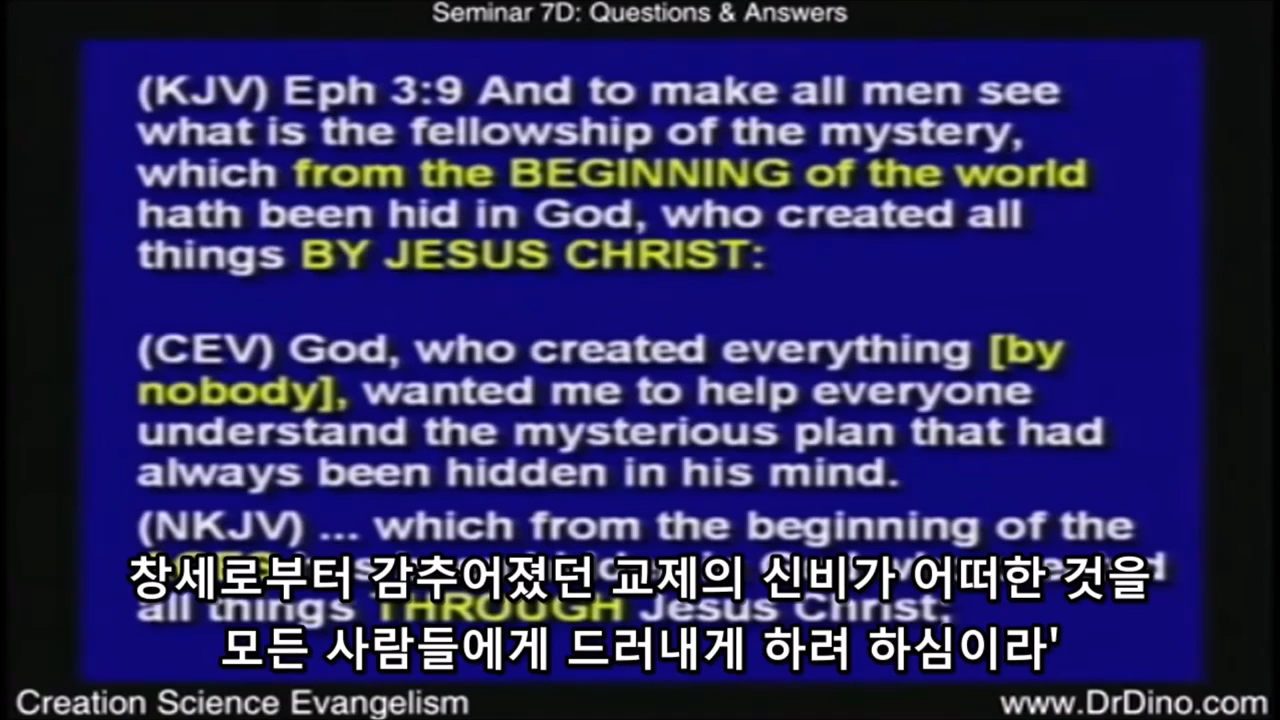 Seminar 7D: Questions & Answers
(KJV) Eph 3:9 And to make all men see
what is the fellowship of the mystery,
which from the BEGINNING of the world
hath been hid in God, who created all
things BY JESUS CHRIST:
(CEV) God, who created everything [by
nobody], wanted me to help everyone
understand the mysterious plan that had
always been hidden in his mind.
(NKJV) ... which from the beginning of the
창세로부터 감추어졌던 교제의 신비가 어떠한 것을
all things THROUGH Jesus Christ;
모든 사람들에게 드러내게 하려 하심이라'
Creation Science Evangelism
www.DrDino.com